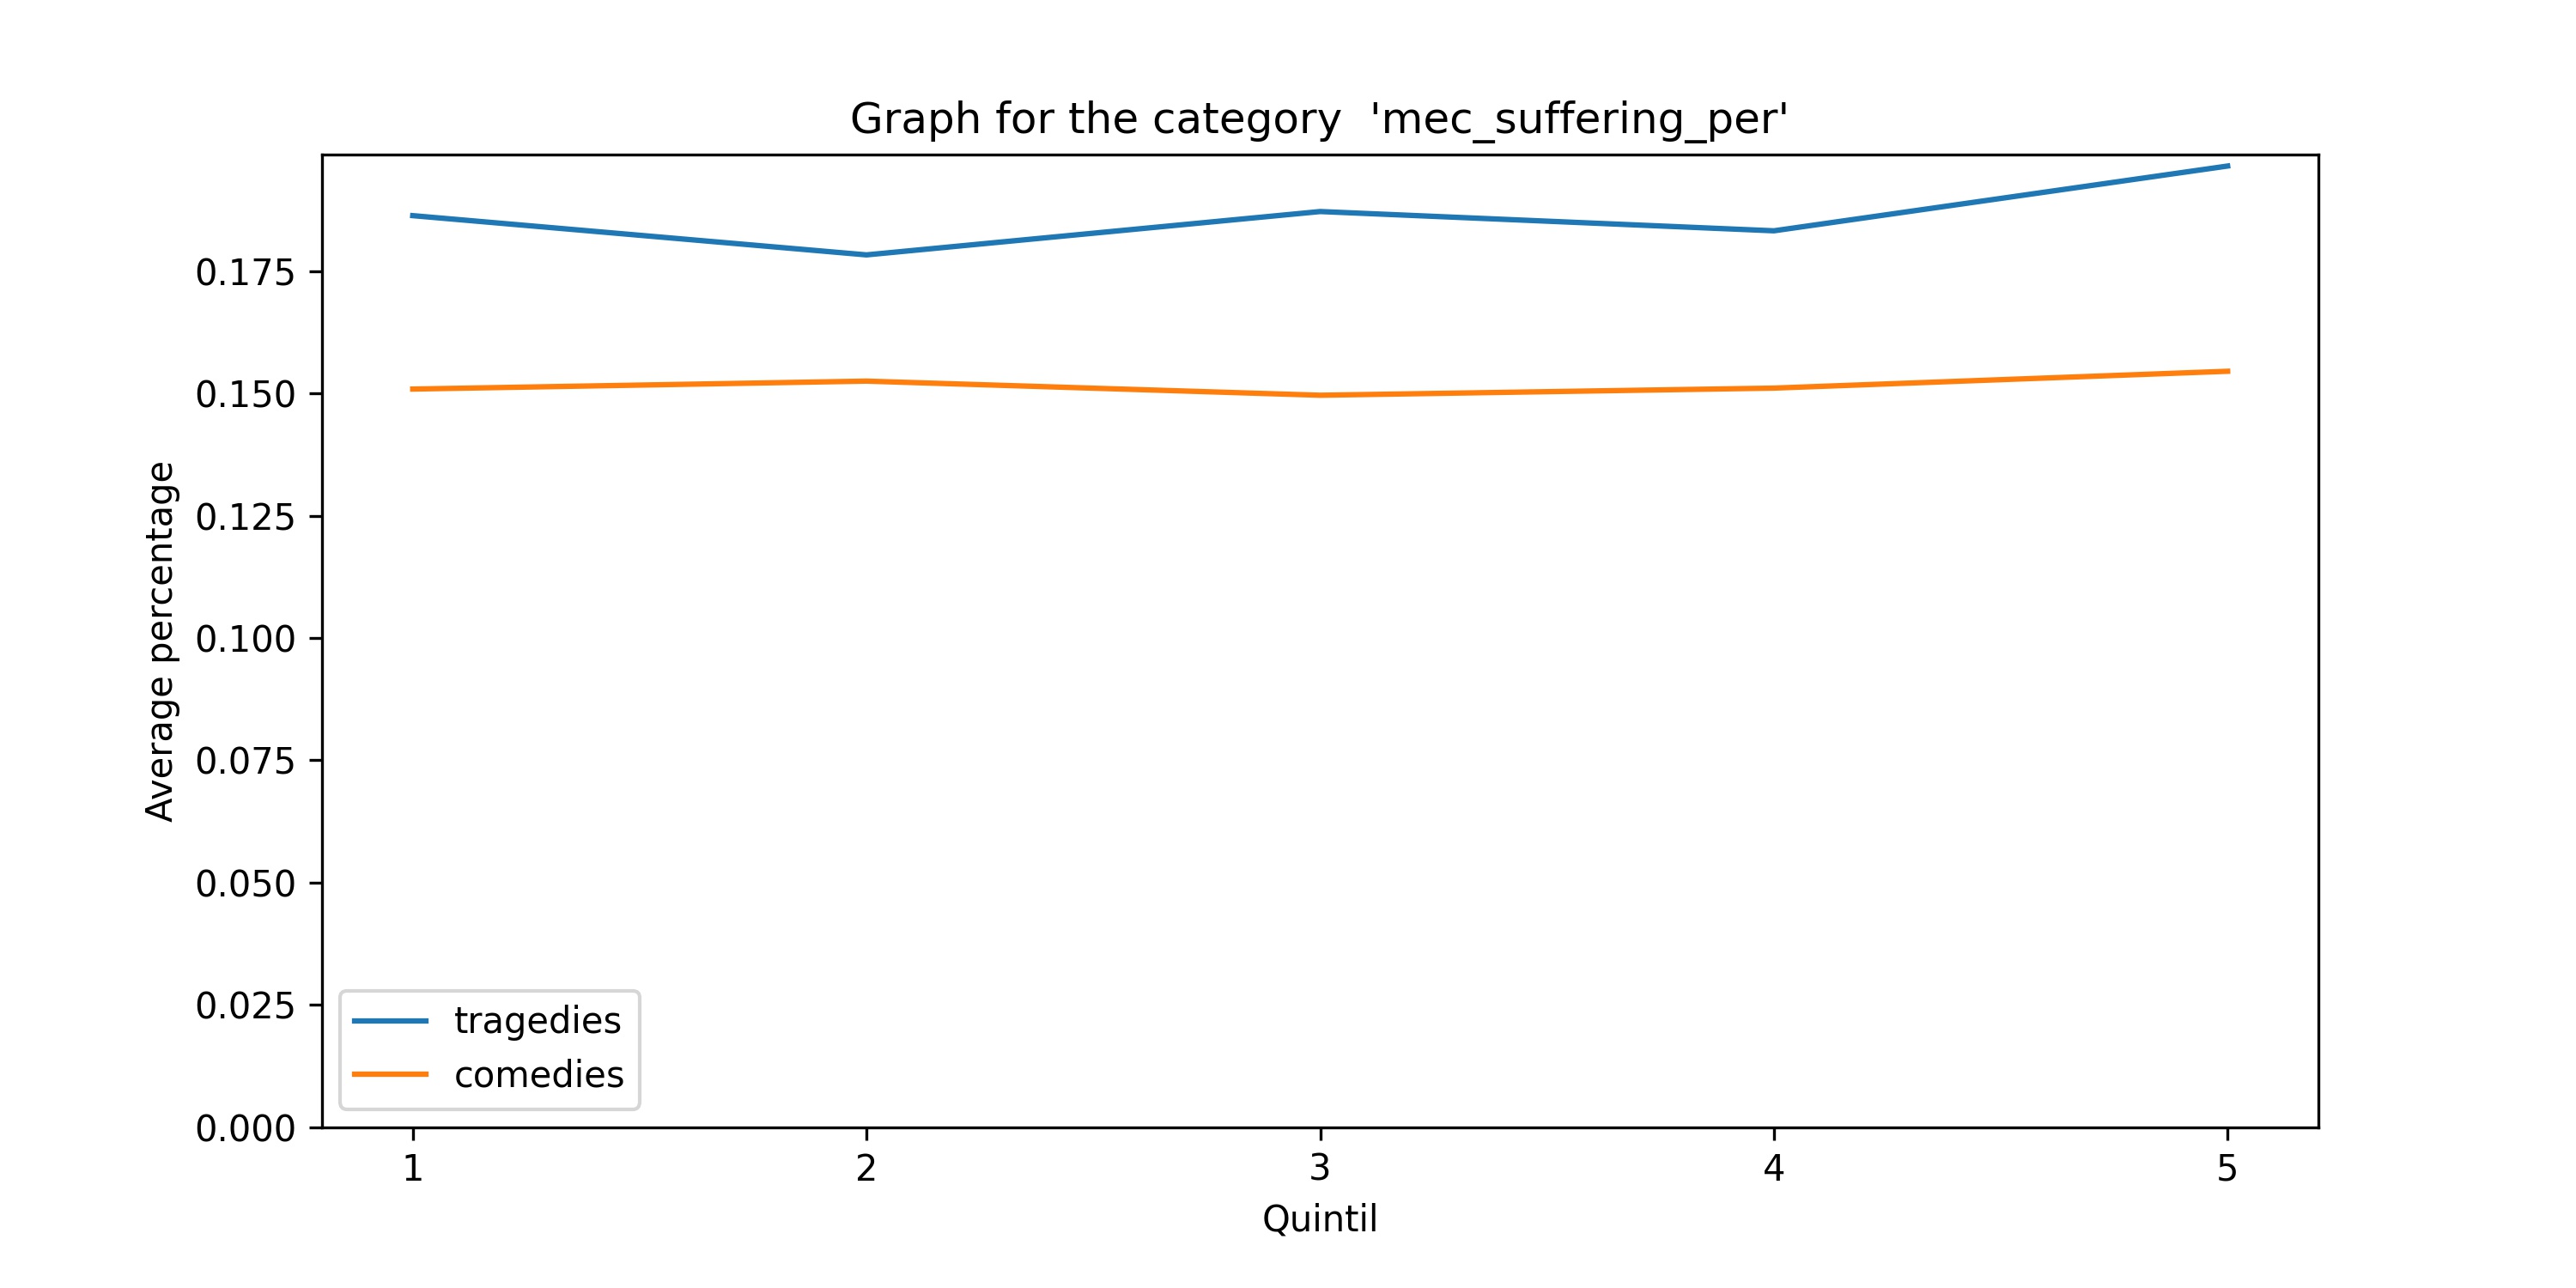 Graph for the category  'mec_suffering_per'
Average percentage
0.175
0.150
0.125
0.100
0.075
0.050
0.025
0.000
tragedies
comedies
1 2 3 4 5
Quintil